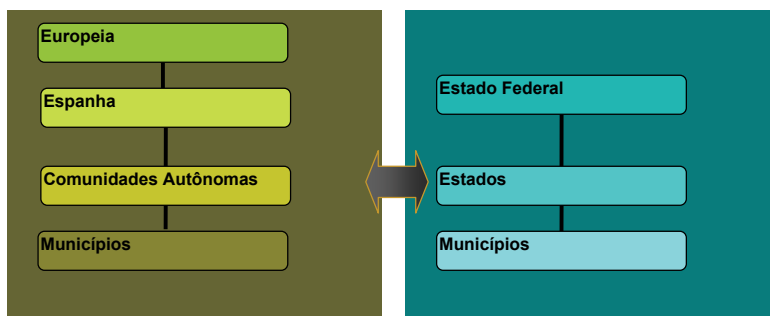 Europeia
Espanha
Comunidades Autônomas
Municípios
Estado Federal
Estados
Municípios